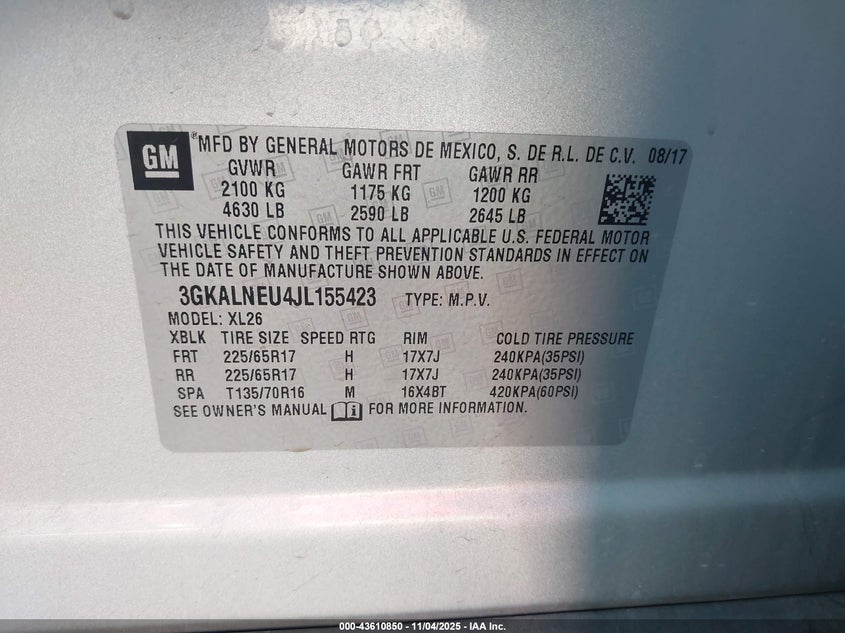 GM ® MFD BY GENERAL MOTORS DE MEXICO, S. DE R.L. DE C.V. 08/17
GVWR GAWR FRT GAWR RR
2100 KG 1175 KG 1200 KG
4630 LB 2590 LB 2645 LB
THIS VEHICLE CONFORMS TO ALL APPLICABLE U.S. FEDERAL MOTOR
VEHICLE SAFETY AND THEFT PREVENTION STANDARDS IN EFFECT ON
THE DATE OF MANUFACTURE SHOWN ABOVE.
3GKALNEU4JL155423 TYPE: M.P.V.
MODEL: XL26
XBLK TIRE SIZE SPEED RTG RIM COLD TIRE PRESSURE
FRT 225/65R17 H 17X7J 240KPA(35PSI)
RR 225/65R17 H 17X7J 240KPA(35PSI)
SPA T135/70R16 M 16X4BT 420KPA(60PSI)
SEE OWNER'S MANUAL FOR MORE INFORMATION.
000-43610850 - 11/04/2025 - IAA Inc.